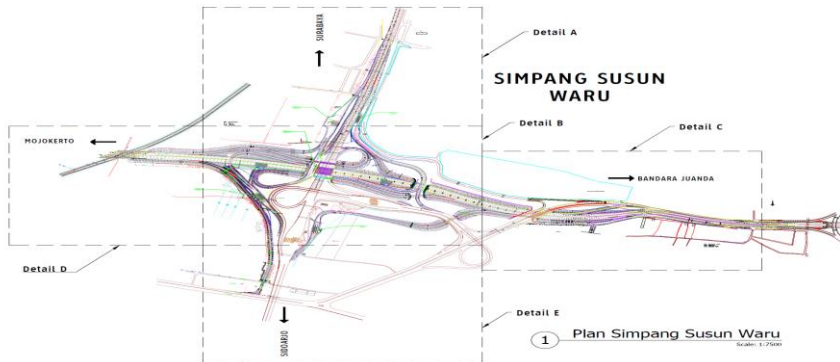 SURABAYA
Detail A
SIMPANG SUSUN
WARU
Detail B
Detail C
MOJOKERTO
BANDARA JUANDA
Detail D
Detail E
SIDOARJO
1
Plan Simpang Susun Waru
Scale: 1:7500